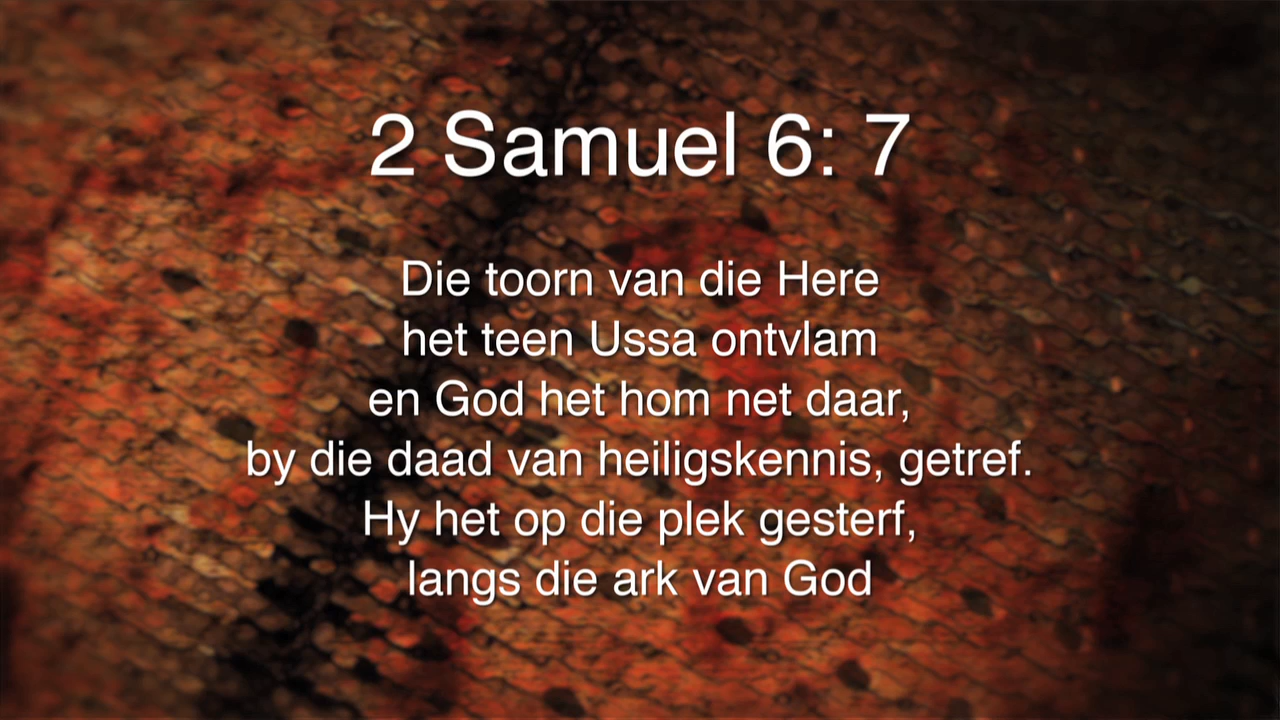 2 Samuel 6: 7
Die toorn van die Here
het teen Ussa ontvlam
en God het hom net daar,
by die daad van heiligskennis, getref.
Hy het op die plek gesterf,
langs die ark van God